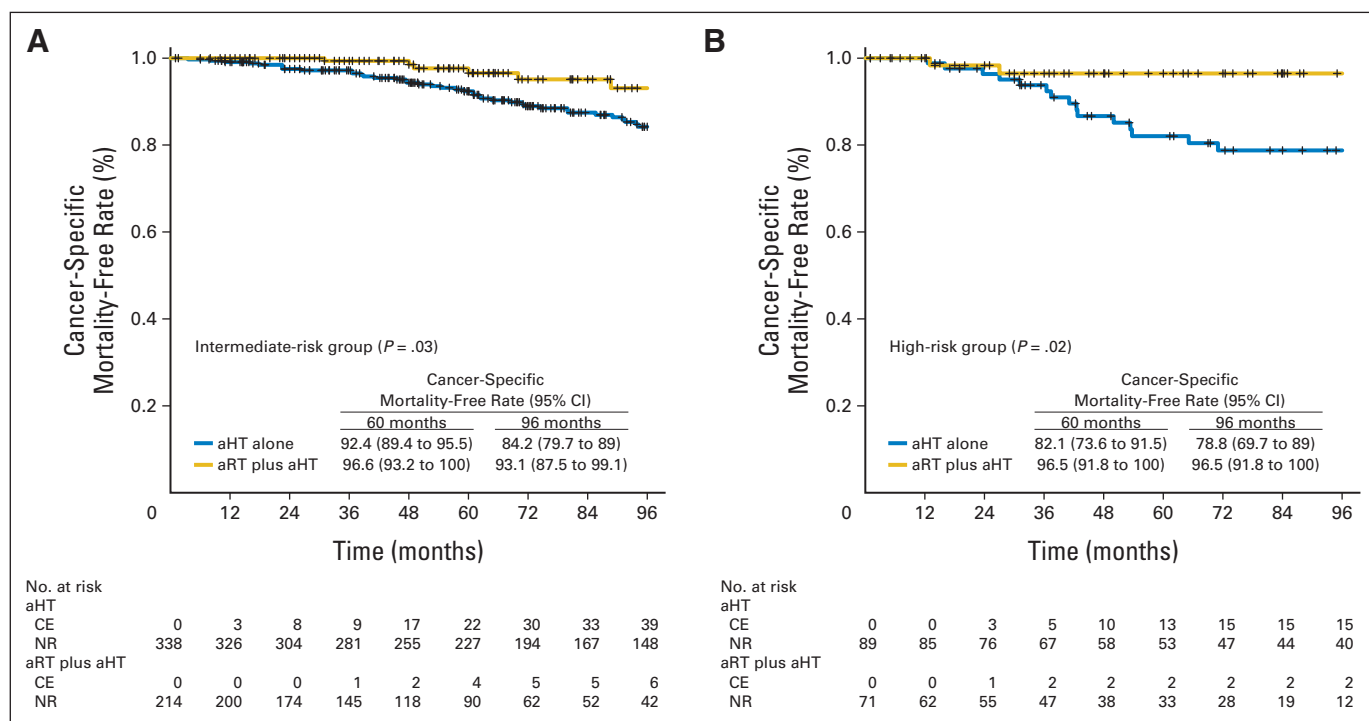 A
Cancer-Specific
Mortality-Free Rate (%)
1.0
0.8
0.6
0.4
0.2
Intermediate-risk group (P = .03)
Cancer-Specific
Mortality-Free Rate (95% CI)
60 months 96 months
aHT alone 92.4 (89.4 to 95.5) 84.2 (79.7 to 89)
aRT plus aHT 96.6 (93.2 to 100) 93.1 (87.5 to 99.1)
0 12 24 36 48 60 72 84 96
Time (months)
No. at risk
aHT
CE 0 3 8 9 17 22 30 33 39
NR 338 326 304 281 255 227 194 167 148
aRT plus aHT
CE 0 0 0 1 2 4 5 5 6
NR 214 200 174 145 118 90 62 52 42
B
Cancer-Specific
Mortality-Free Rate (%)
1.0
0.8
0.6
0.4
0.2
High-risk group (P = .02)
Cancer-Specific
Mortality-Free Rate (95% CI)
60 months 96 months
aHT alone 82.1 (73.6 to 91.5) 78.8 (69.7 to 89)
aRT plus aHT 96.5 (91.8 to 100) 96.5 (91.8 to 100)
0 12 24 36 48 60 72 84 96
Time (months)
No. at risk
aHT
CE 0 0 3 5 10 13 15 15 15
NR 89 85 76 67 58 53 47 44 40
aRT plus aHT
CE 0 0 1 2 2 2 2 2 2
NR 71 62 55 47 38 33 28 19 12